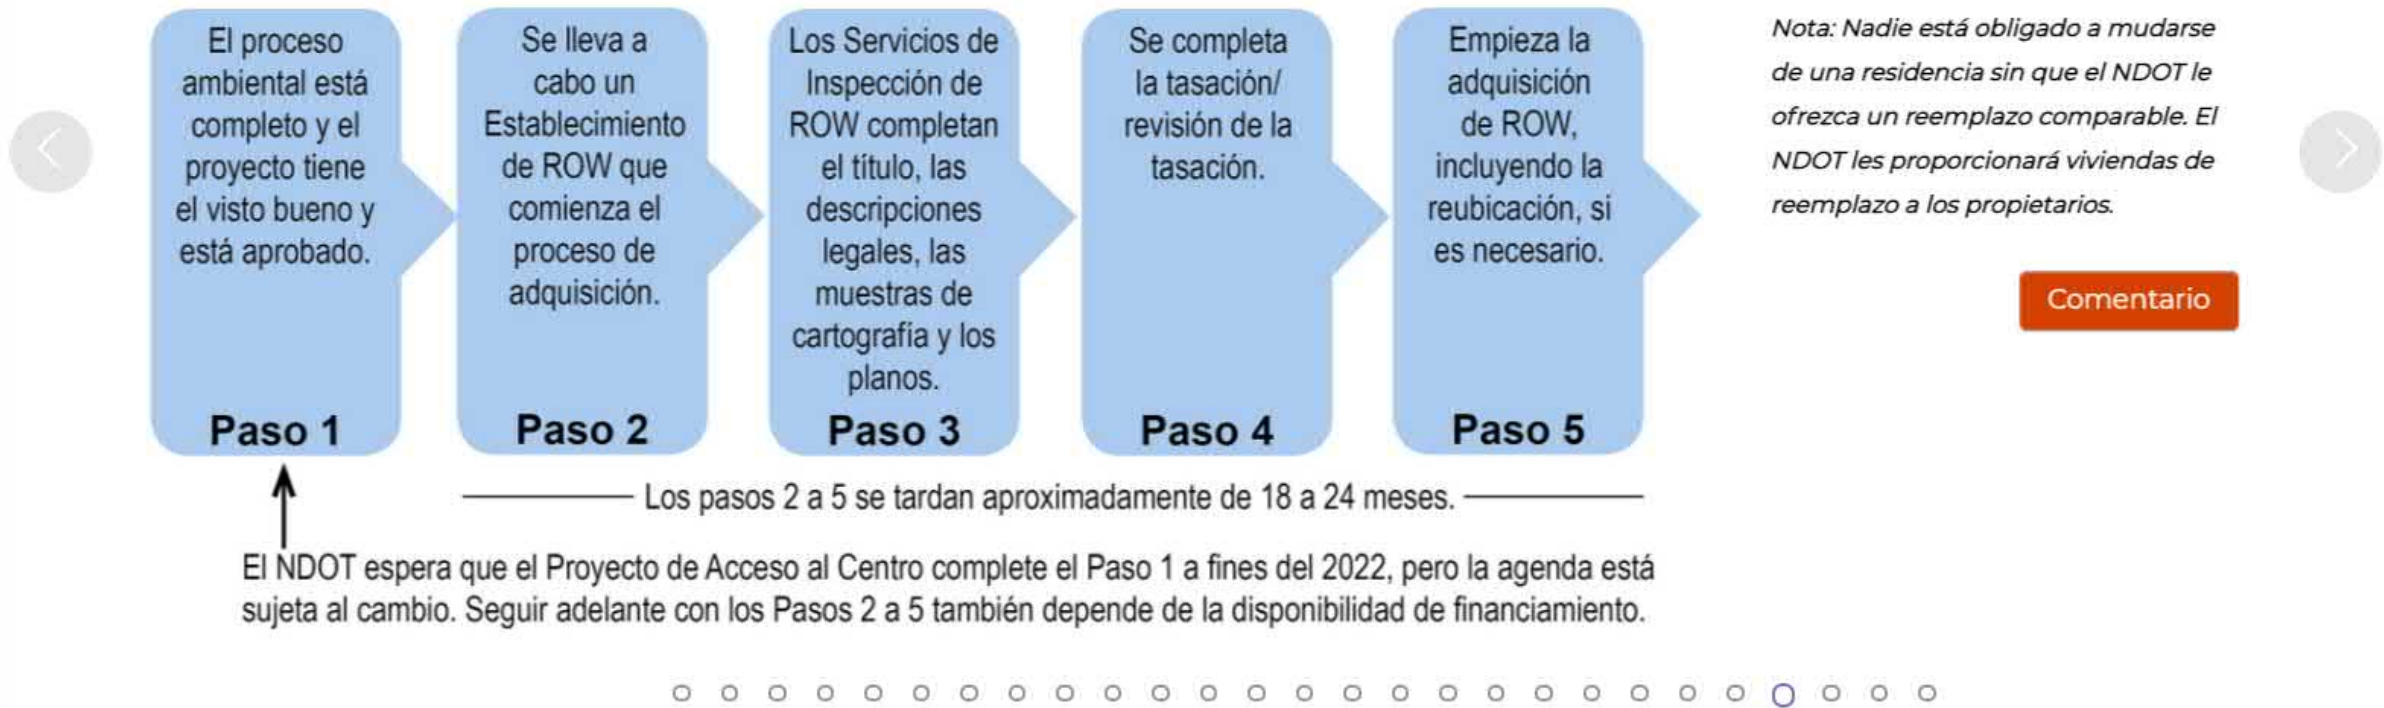 El proceso
ambiental está
completo y el
proyecto tiene
el visto bueno y
está aprobado.
Paso 1
Se lleva a
cabo un
Establecimiento
de ROW que
comienza el
proceso de
adquisición.
Paso 2
Los Servicios de
Inspección de
ROW completan
el título, las
descripciones
legales, las
muestras de
cartografía y los
planos.
Paso 3
Se completa
la tasación/
revisión de la
tasación.
Paso 4
Empieza la
adquisición
de ROW,
incluyendo la
reubicación, si
es necesario.
Paso 5
Los pasos 2 a 5 se tardan aproximadamente de 18 a 24 meses.
El NDOT espera que el Proyecto de Acceso al Centro complete el Paso 1 a fines del 2022, pero la agenda está
sujeta al cambio. Seguir adelante con los Pasos 2 a 5 también depende de la disponibilidad de financiamiento.
Nota: Nadie está obligado a mudarse
de una residencia sin que el NDOT le
ofrezca un reemplazo comparable. El
NDOT les proporcionará viviendas de
reemplazo a los propietarios.
Comentario